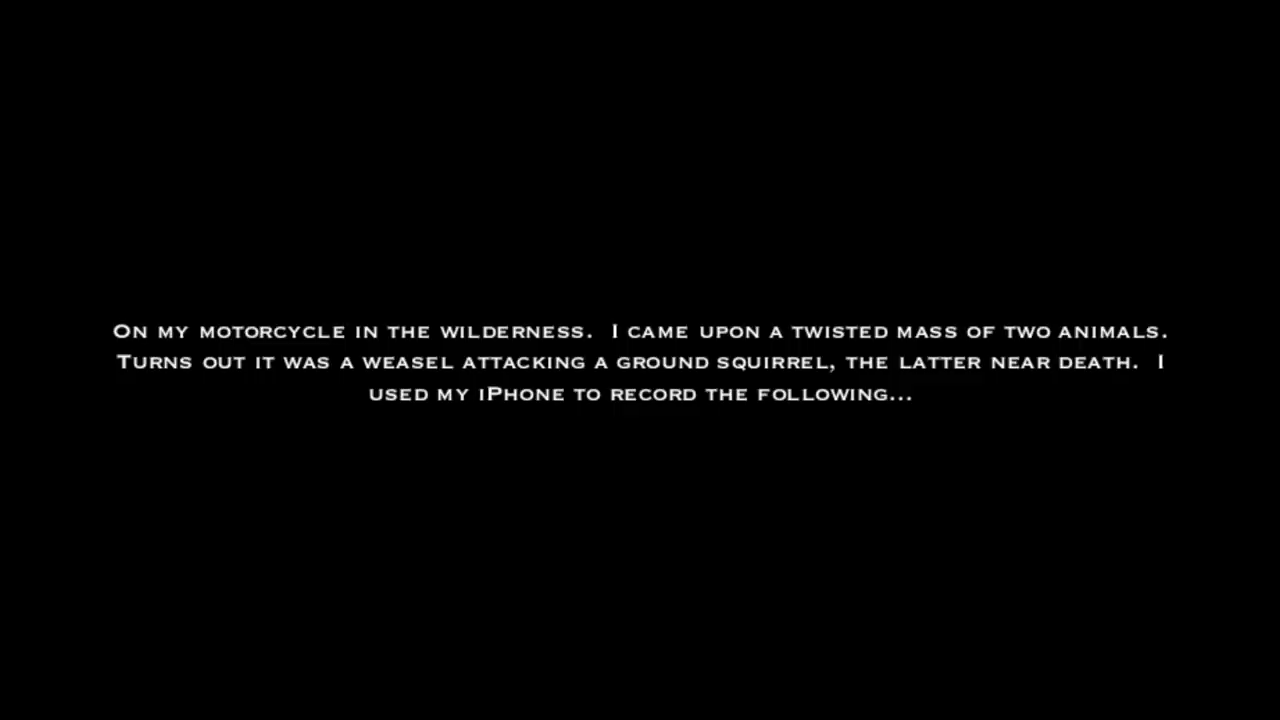 On my motorcycle in the wilderness.  I came upon a twisted mass of two animals.
Turns out it was a weasel attacking a ground squirrel, the latter near death.  I
used my iPhone to record the following...